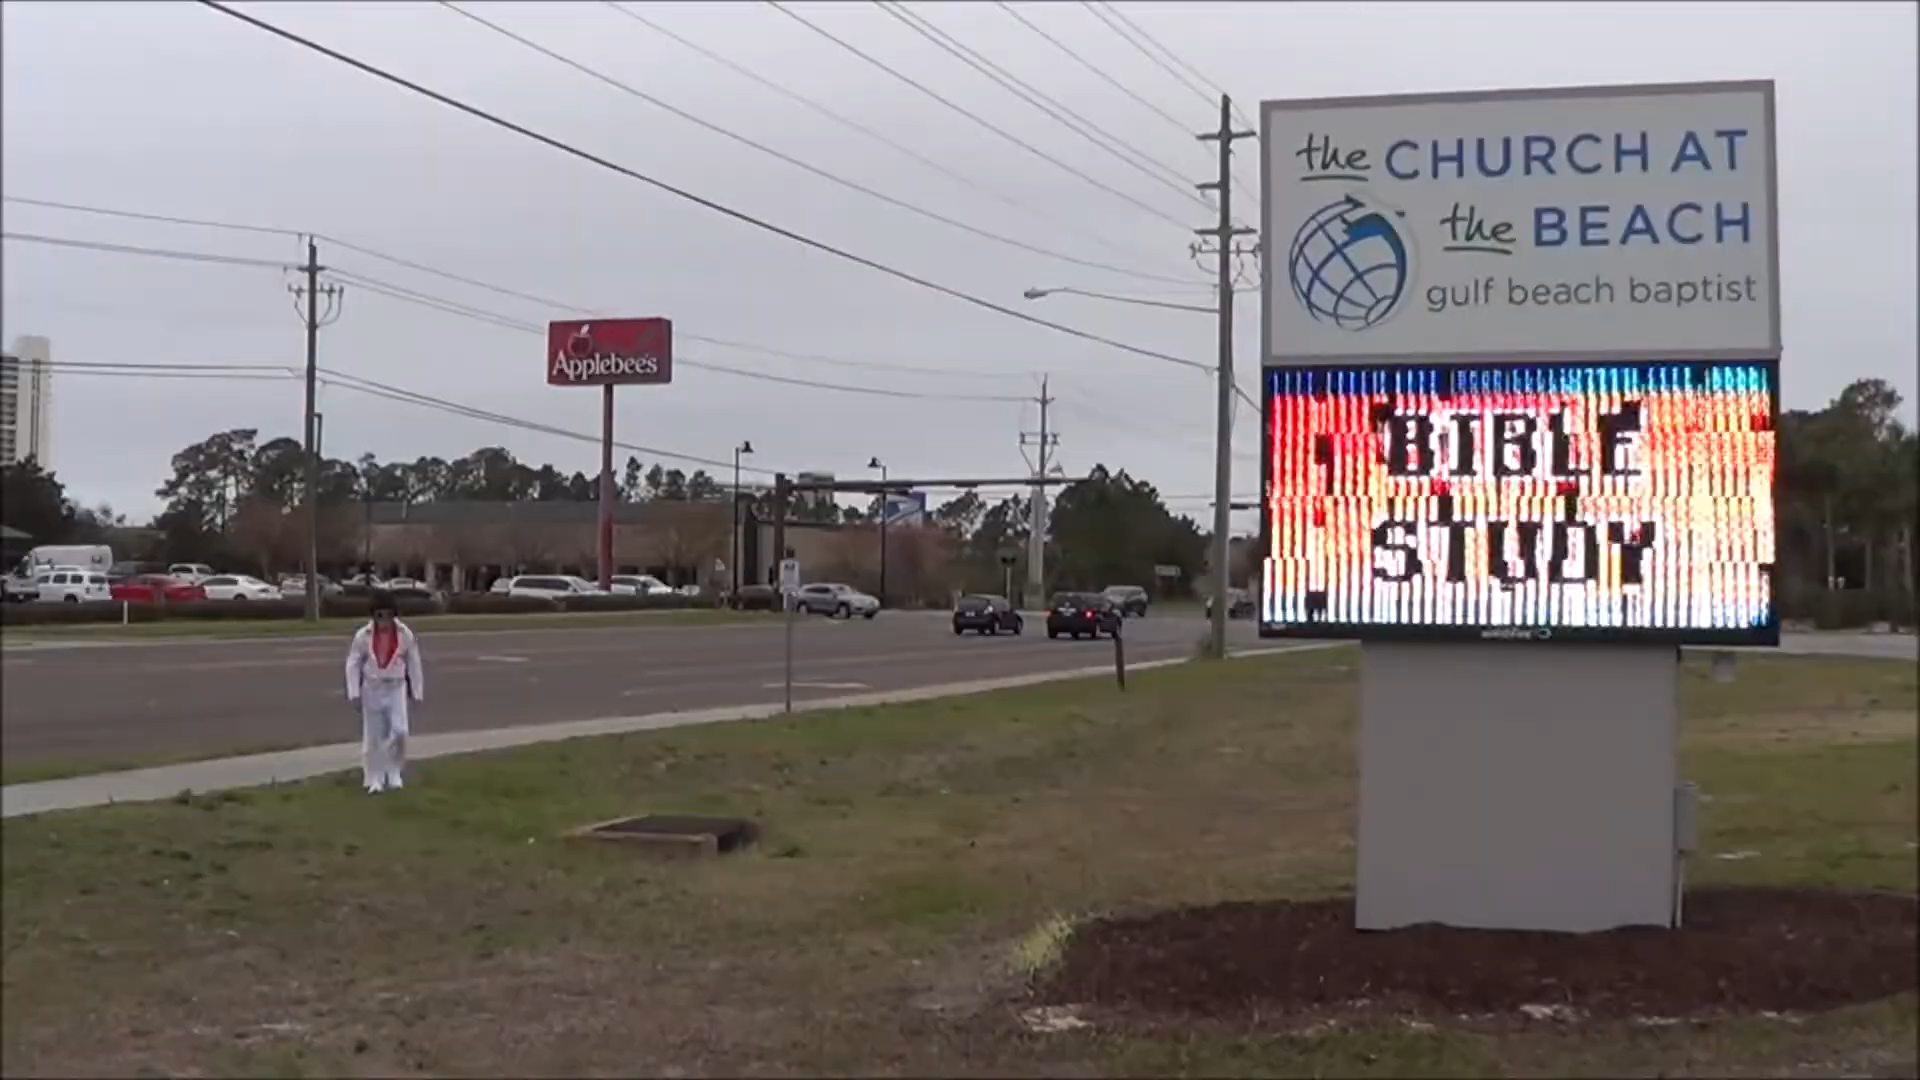 the CHURCH AT
the BEACH
gulf beach baptist
BIBLE
STUDY
Applebee's